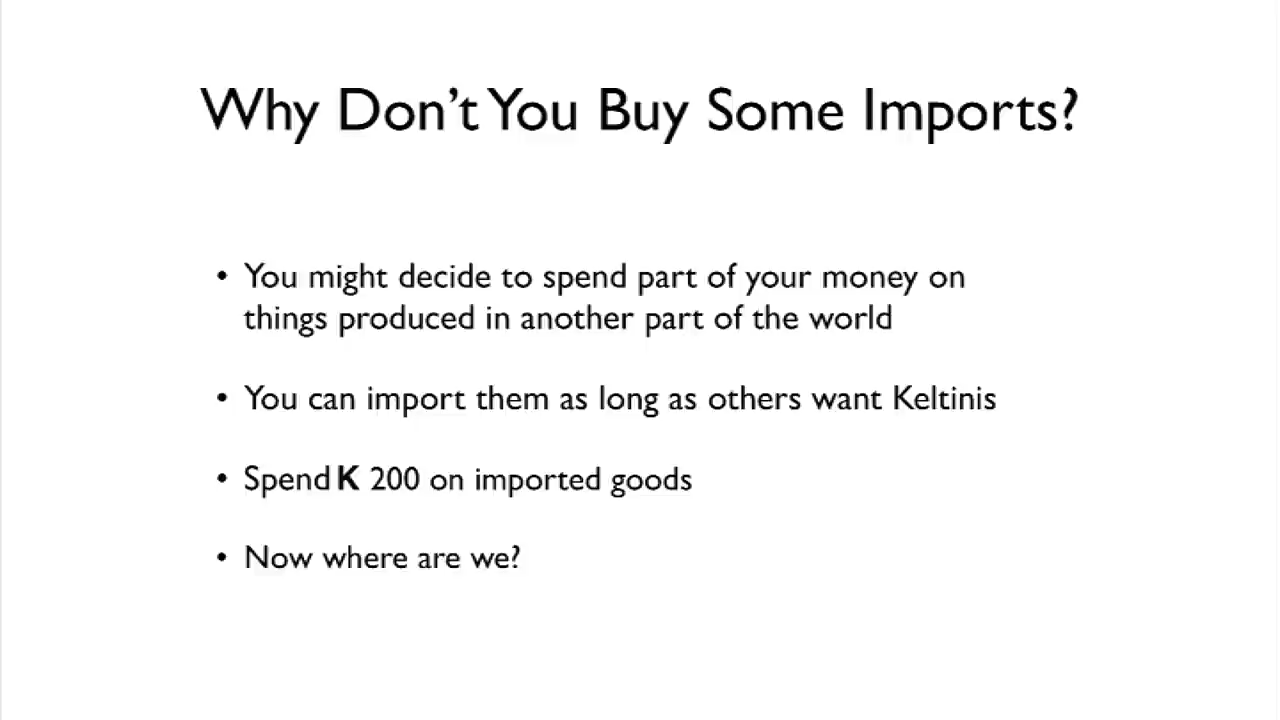 Why Don't You Buy Some Imports?
• You might decide to spend part of your money on
things produced in another part of the world
• You can import them as long as others want Keltinis
• Spend K 200 on imported goods
• Now where are we?